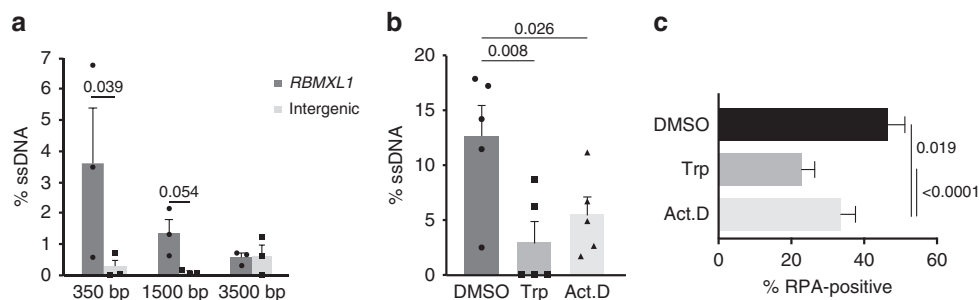 a
% ssDNA
7
6
5
4
3
2
1
0
0.039
0.054
350 bp 1500 bp 3500 bp
RBMXL1
Intergenic
b
% ssDNA
20
15
10
5
0
0.026
0.008
DMSO Trp Act.D
c
DMSO
Trp
Act.D
0.019
<0.0001
0 20 40 60
% RPA-positive